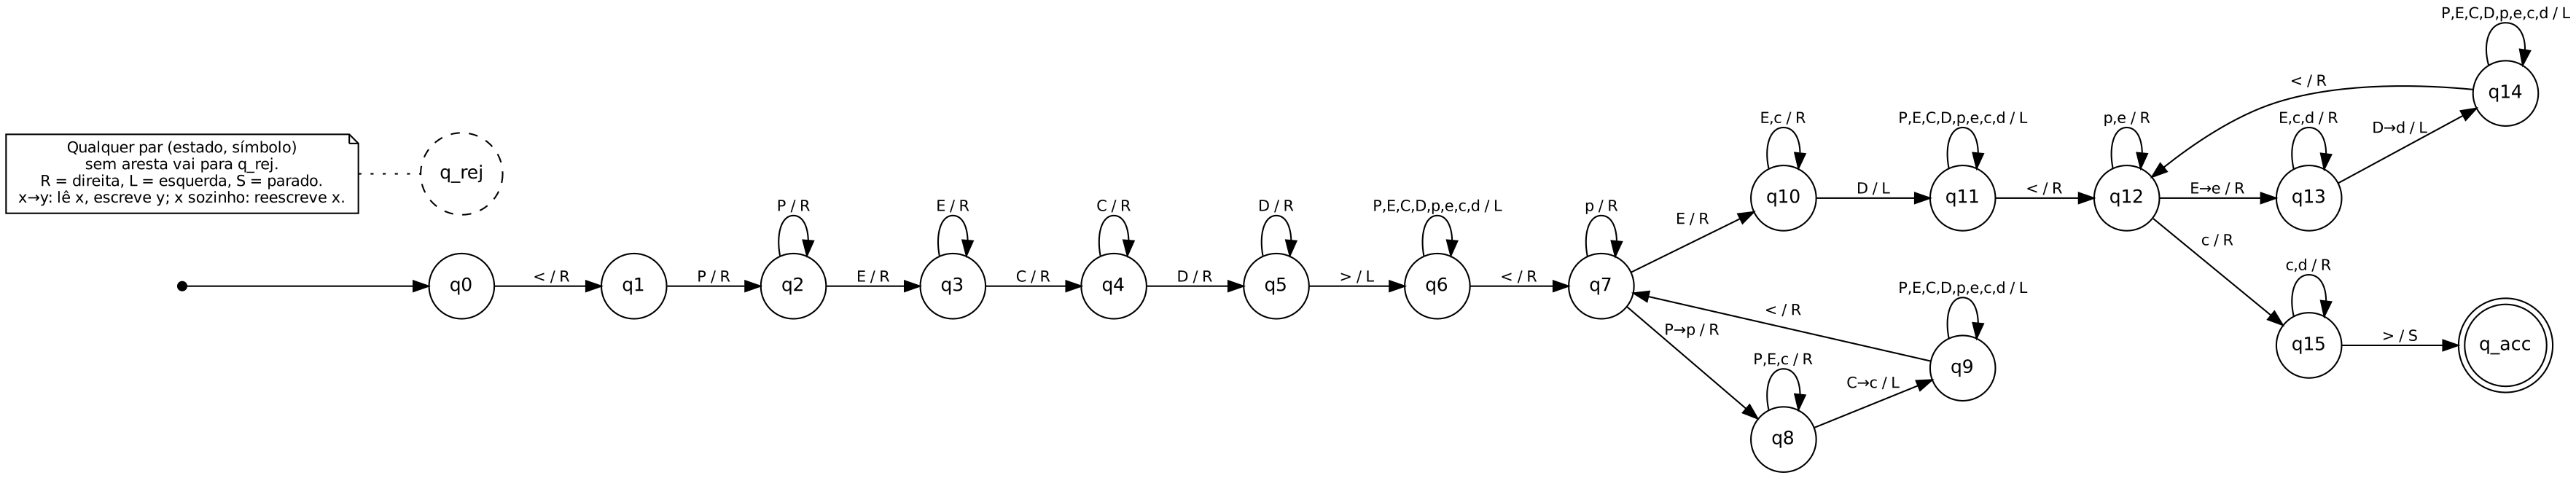 P,E,C,D,p,e,c,d / L
q14
< / R
D→d / L
Qualquer par (estado, símbolo)
sem aresta vai para q_rej.
R = direita, L = esquerda, S = parado.
x→y: lê x, escreve y; x sozinho: reescreve x.
q_rej
E,c / R
q10
D / L
P,E,C,D,p,e,c,d / L
q11
< / R
p,e / R
q12
E→e / R
E,c,d / R
q13
c / R
q0
< / R
q1
P / R
P / R
q2
E / R
E / R
q3
C / R
C / R
q4
D / R
D / R
q5
> / L
P,E,C,D,p,e,c,d / L
q6
< / R
p / R
q7
E / R
P→p / R
< / R
P,E,c / R
q8
C→c / L
P,E,C,D,p,e,c,d / L
q9
c,d / R
q15
> / S
q_acc